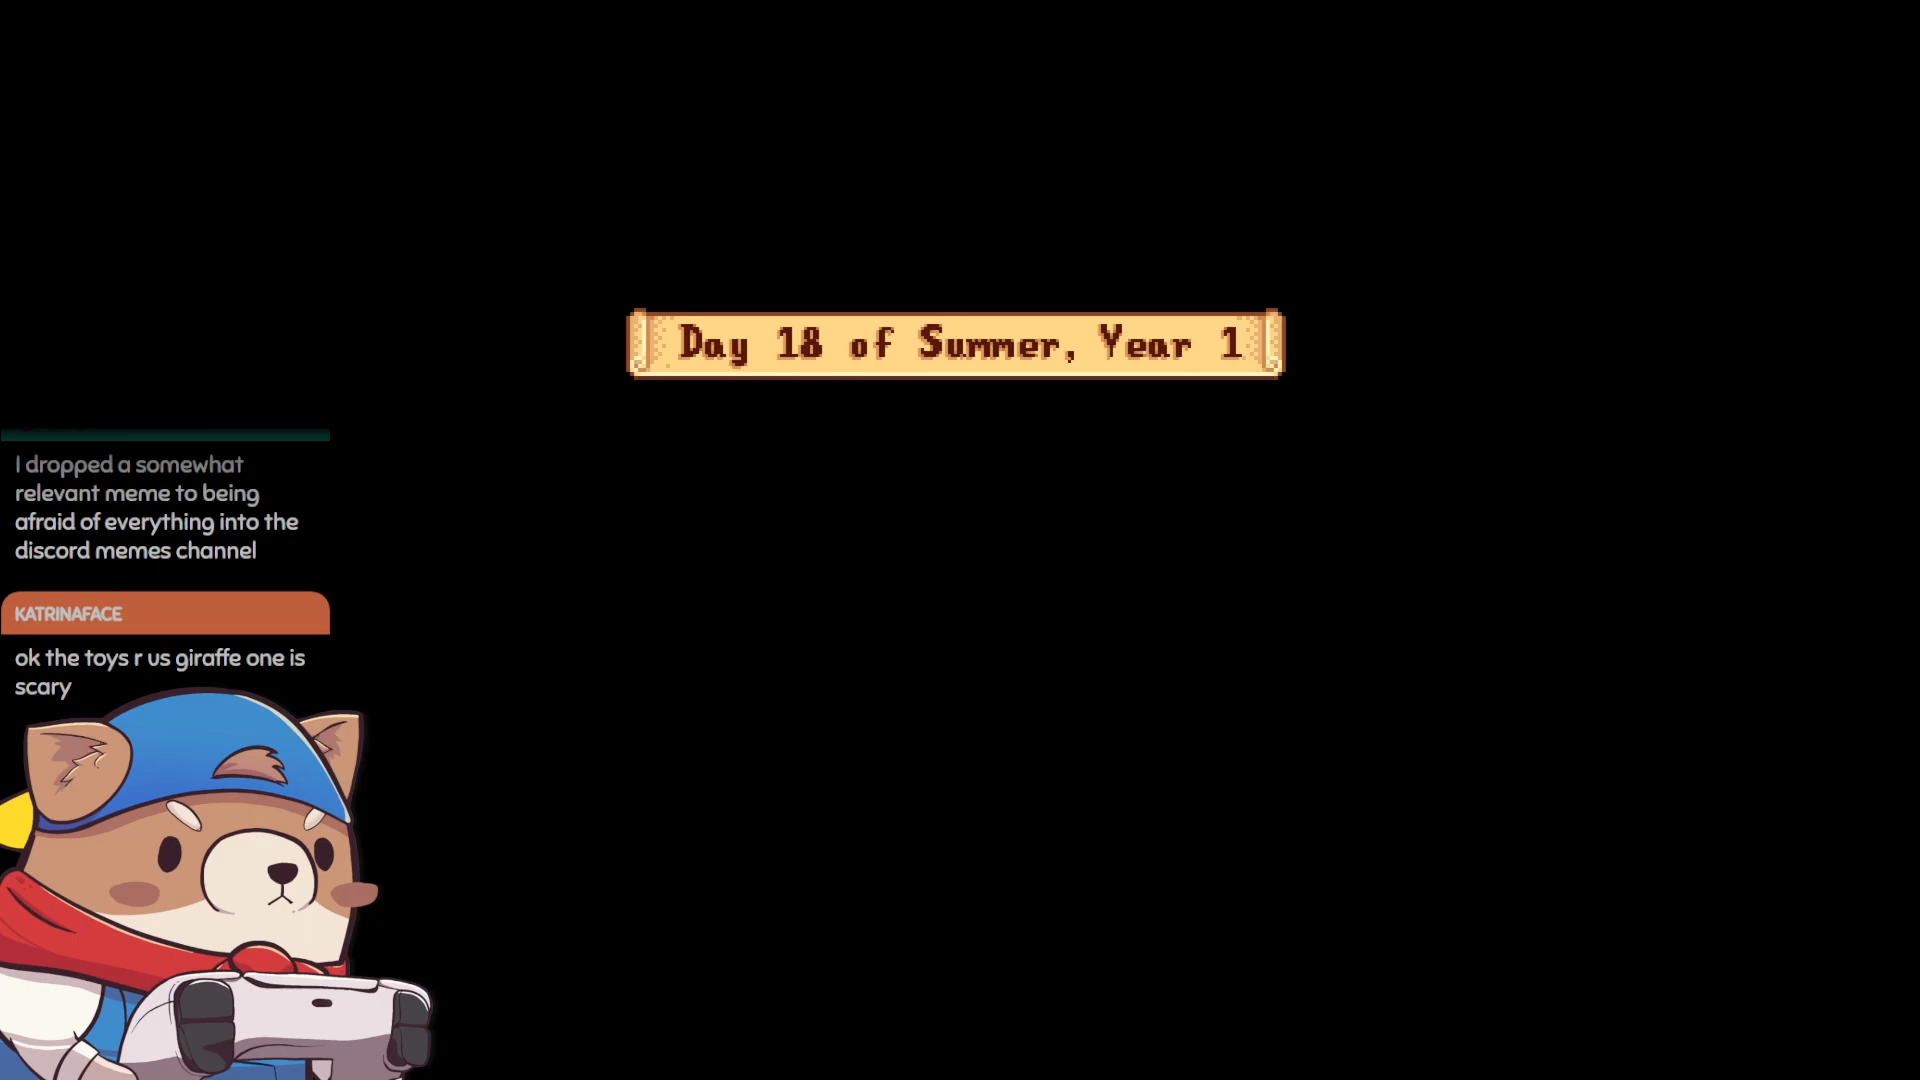 Day 18 of Summer, Year 1
I dropped a somewhat
relevant meme to being
afraid of everything into the
discord memes channel
KATRINAFACE
ok the toys r us giraffe one is
scary